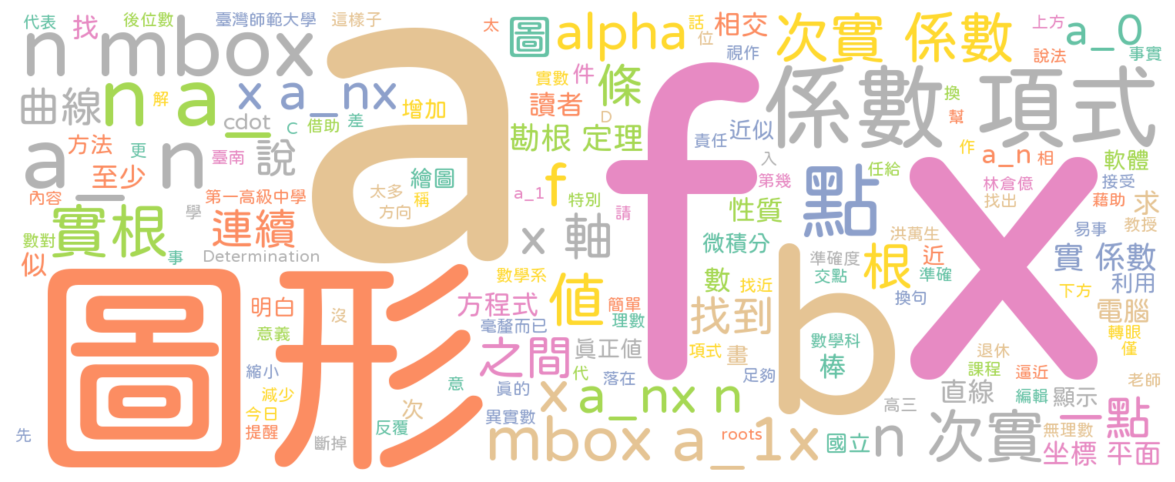 代表 找 後位數 臺灣師範大學 這樣子 太 圖 alpha 話 位 相交 次實 係數 上方 a_0 說法 事實
n mbox a f 視作 係數 項式
曲線 n a x a_nx 增加 實數 件 條 讀者 D 換 幫
cdot 解 C 借助 差 勘根 定理 責任 近似 作 a_n 相 軟體
a_n 方法 更 臺南 說 繪圖 入 點 任給 林倉億 接受
至少 內容 第一高級中學 太多 稱 方向 a_1 f 特別 請 第幾 性質 找出 藉助 求
實根 學 連續 x 軸 微積分 洪萬生 易事 教授
數對 事 似 Determination 數學系 數 找近 準確度 交點 根 近 準確 x 實 係數
圖形 明白 沒 方程式 值 簡單 理數 找到 b 換句 下方 利用
意義 毫釐而已 之間 真正值 項式 畫 數學科 電腦 轉眼 僅
縮小 減少 意 真的 代 落在 足夠 棒 退休 課程 逼近 老師
今日 提醒 次 反覆 異實數 x a_nx n 高三 直線 編輯 顯示 一點
先 斷掉 mbox a_1x roots 國立 n 次實 無理數 坐標 平面